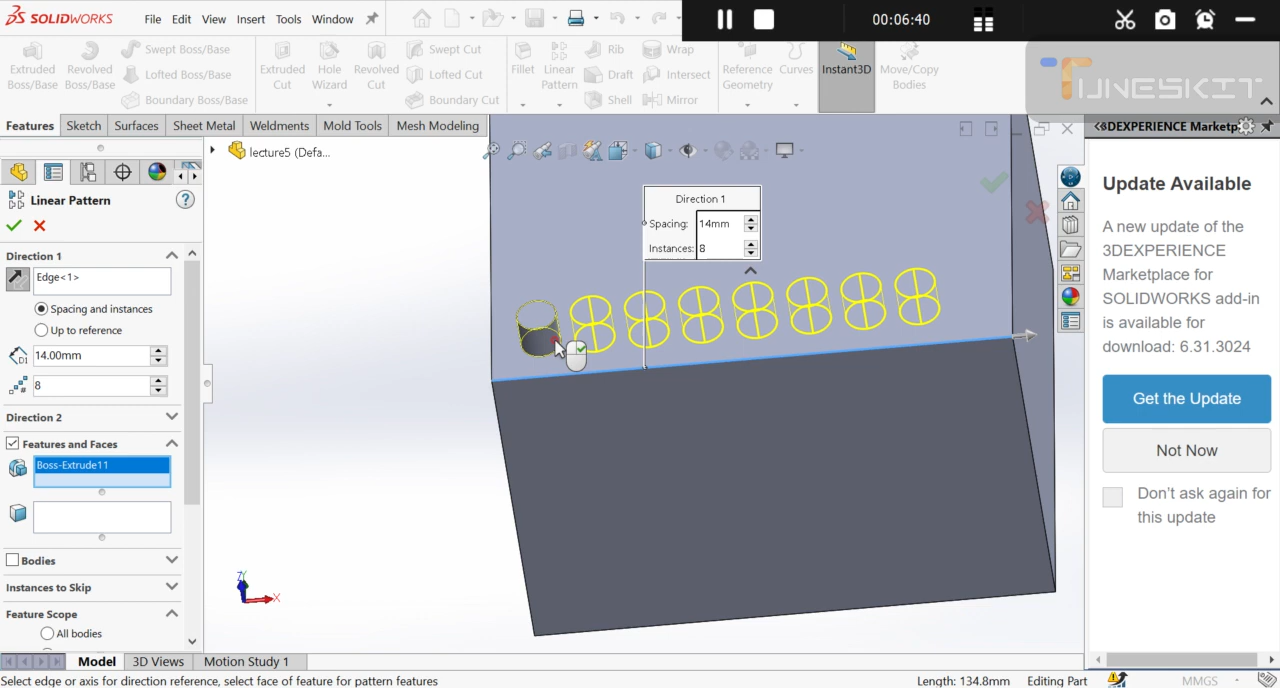 SOLIDWORKS
File Edit View Insert Tools Window
00:06:40
TUNESKIT
Extruded Boss/Base
Revolved Boss/Base
Swept Boss/Base
Lofted Boss/Base
Boundary Boss/Base
Extruded Cut
Hole Wizard
Revolved Cut
Swept Cut
Lofted Cut
Boundary Cut
Fillet
Linear Pattern
Rib
Draft
Shell
Wrap
Intersect
Mirror
Reference Geometry
Curves
Instant3D
Move/Copy Bodies
Features Sketch Surfaces Sheet Metal Weldments Mold Tools Mesh Modeling
lecture5 (Defa...
Linear Pattern
Direction 1
Edge<1>
Spacing and instances
Up to reference
D1
14.00mm
8
Direction 2
Features and Faces
Boss-Extrude11
Bodies
Instances to Skip
Feature Scope
All bodies
Direction 1
Spacing: 14mm
Instances: 8
Z
X
3DEXPERIENCE Marketp
Update Available
A new update of the
3DEXPERIENCE
Marketplace for
SOLIDWORKS add-in
is available for
download: 6.31.3024
Get the Update
Not Now
Don't ask again for
this update
Model 3D Views Motion Study 1
Select edge or axis for direction reference, select face of feature for pattern features
Length: 134.8mm Editing Part MMGS